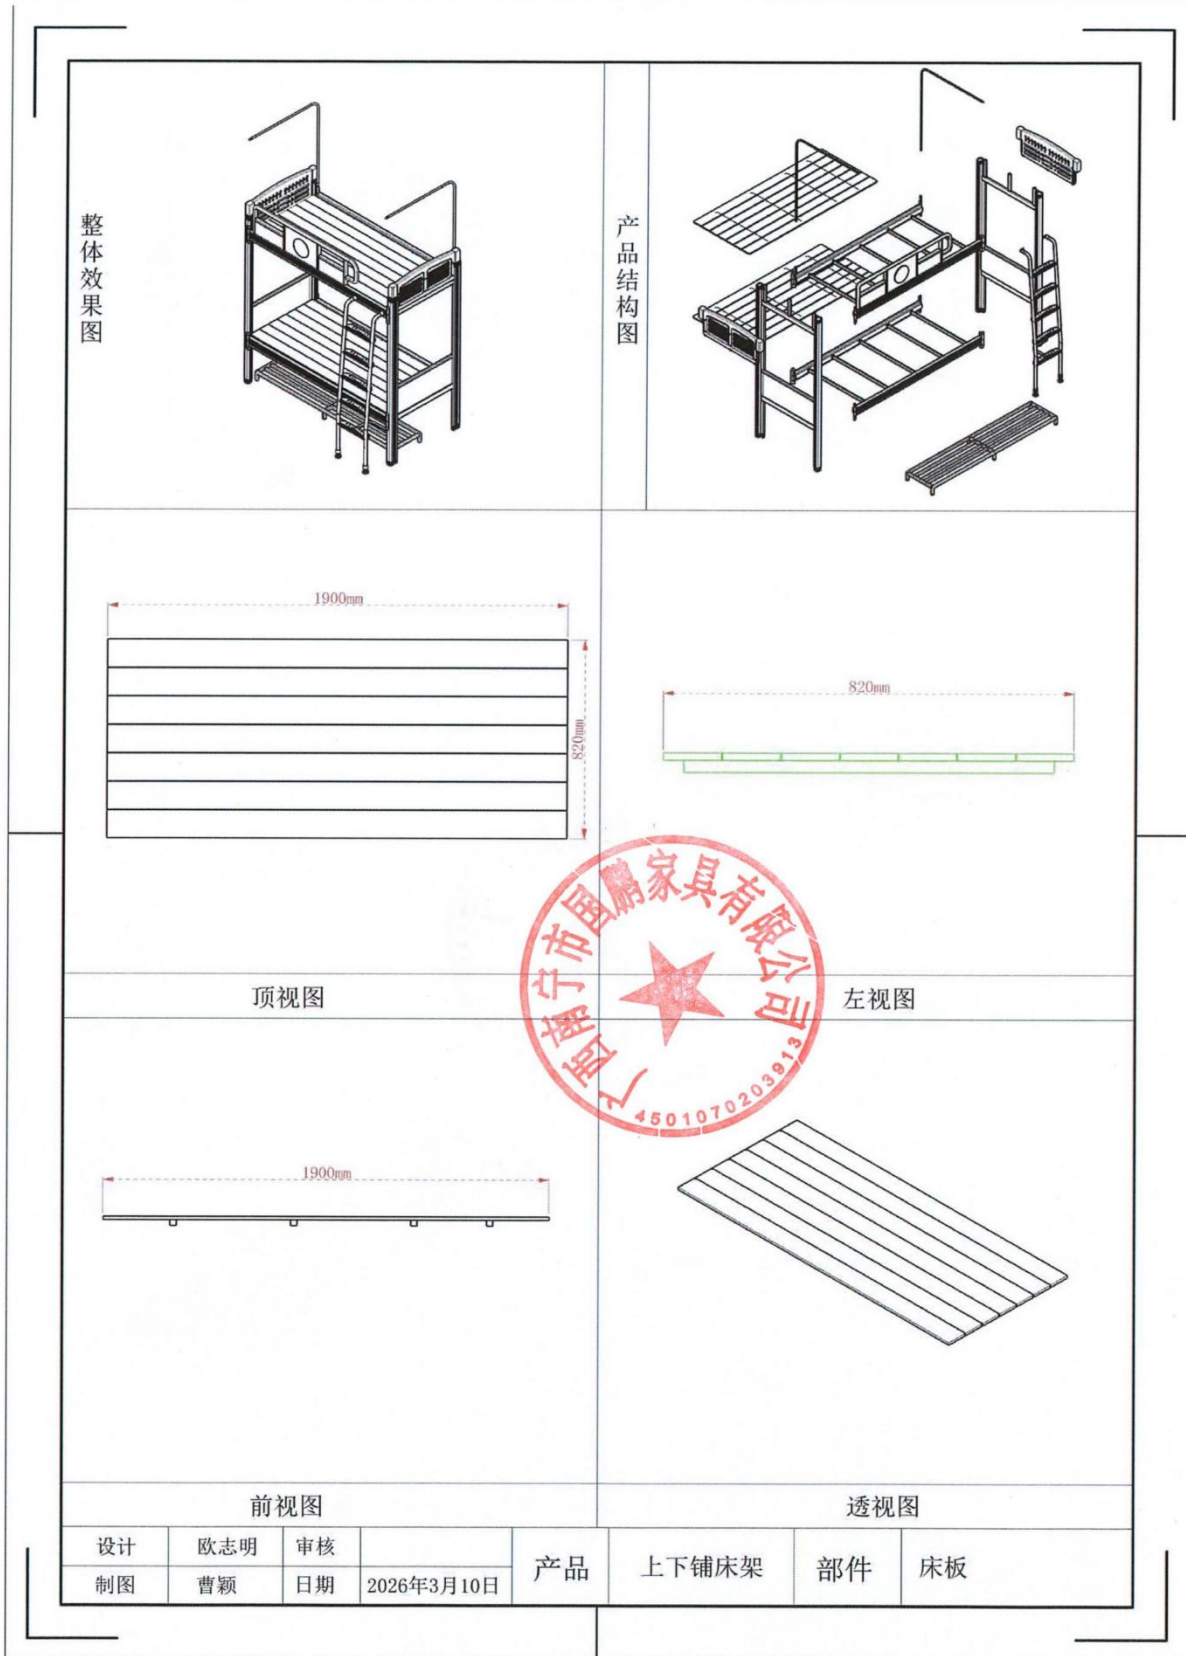 整体效果图
产品结构图
1900mm
820mm
820mm
顶视图
左视图
广西南宁市国鹏家具有限公司
4501070203913
1900mm
前视图
透视图
设计 欧志明 审核
制图 曹颖 日期 2026年3月10日
产品 上下铺床架 部件 床板